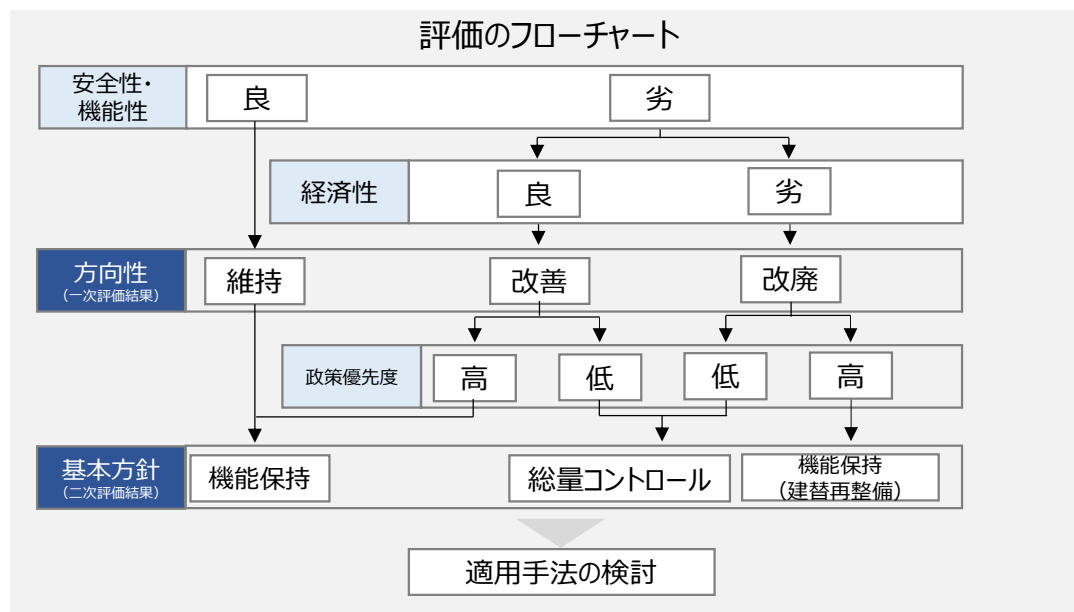 評価のフローチャート
安全性・
機能性
良
劣
経済性
良
劣
方向性
（一次評価結果）
維持
改善
改廃
政策優先度
高
低
低
高
基本方針
（二次評価結果）
機能保持
総量コントロール
機能保持
（建替再整備）
適用手法の検討